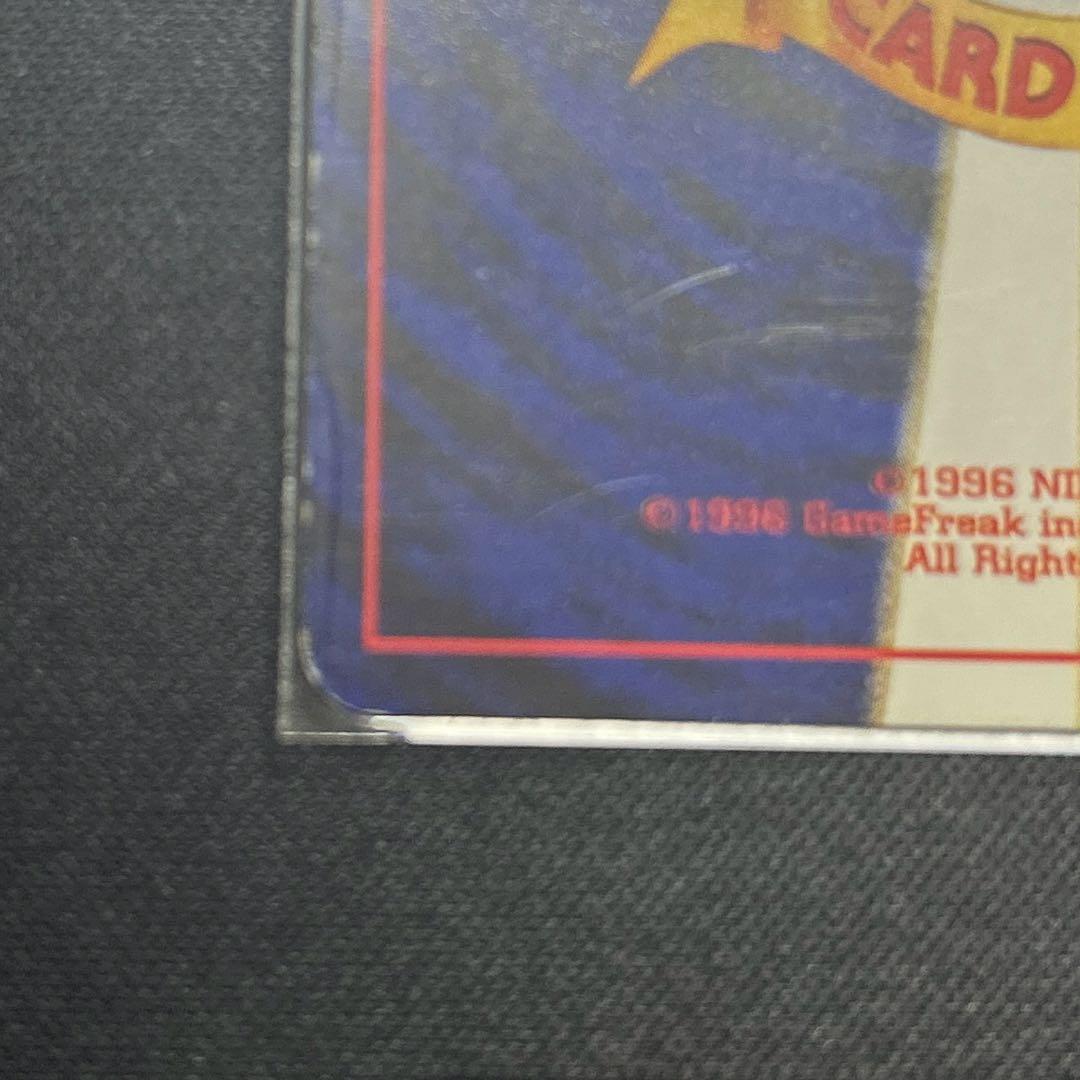 CARD
©1996 NI
©1996 GameFreak in
All Right